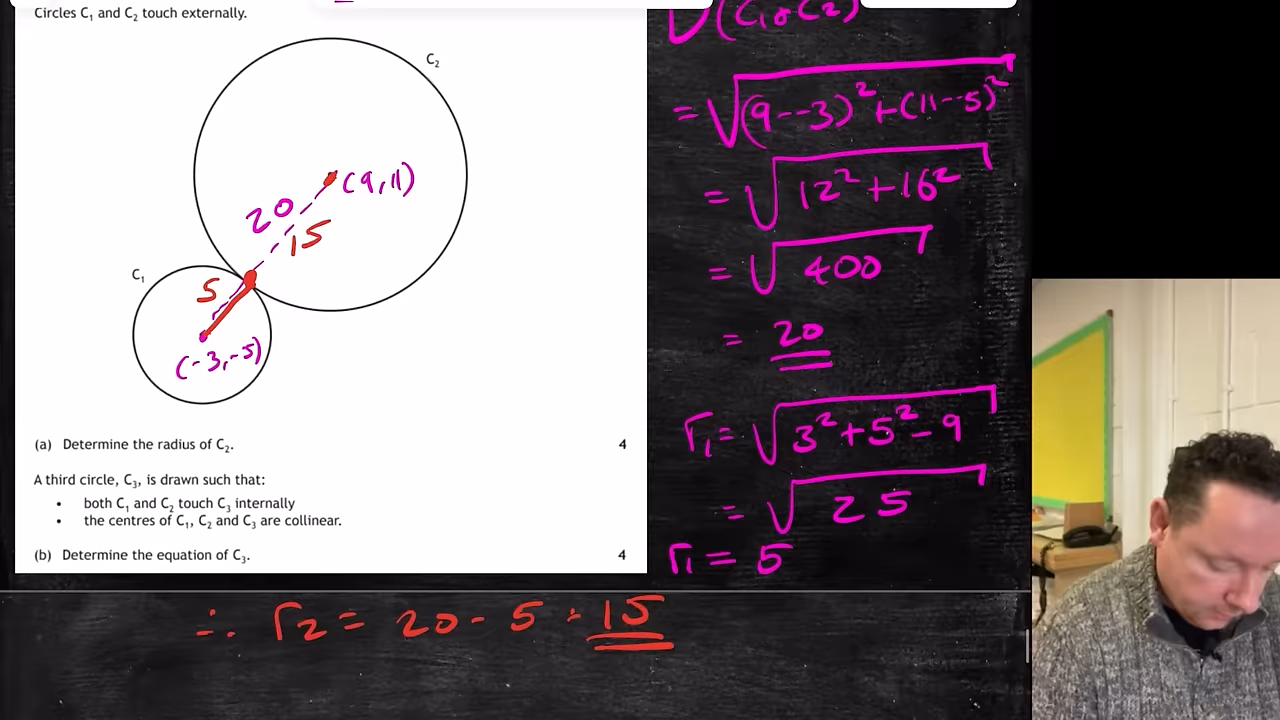 Circles C₁ and C₂ touch externally.
C₂
(9, 11)
20
15
C₁
5
(-3, -5)
(a) Determine the radius of C₂. 4
A third circle, C₃, is drawn such that:
• both C₁ and C₂ touch C₃ internally
• the centres of C₁, C₂ and C₃ are collinear.
(b) Determine the equation of C₃. 4
(C₁ & C₂)
= √(9--3)² + (11--5)²
= √12² + 16²
= √400
= 20
r₁ = √3² + 5² - 9
= √25
r₁ = 5
∴ r₂ = 20 - 5 = 15